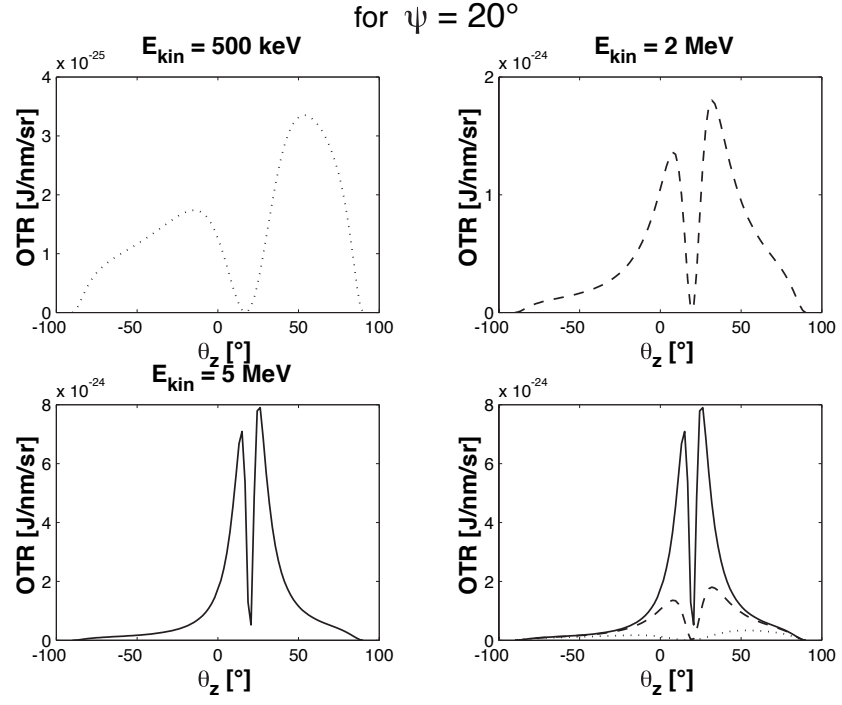 for ψ = 20°
E_kin = 500 keV
x 10^-25
OTR [J/nm/sr]
4
3
2
1
0
-100 -50 0 50 100
θ_z [°]
E_kin = 2 MeV
x 10^-24
OTR [J/nm/sr]
2
1
0
-100 -50 0 50 100
θ_z [°]
E_kin = 5 MeV
x 10^-24
OTR [J/nm/sr]
8
6
4
2
0
-100 -50 0 50 100
θ_z [°]
x 10^-24
OTR [J/nm/sr]
8
6
4
2
0
-100 -50 0 50 100
θ_z [°]